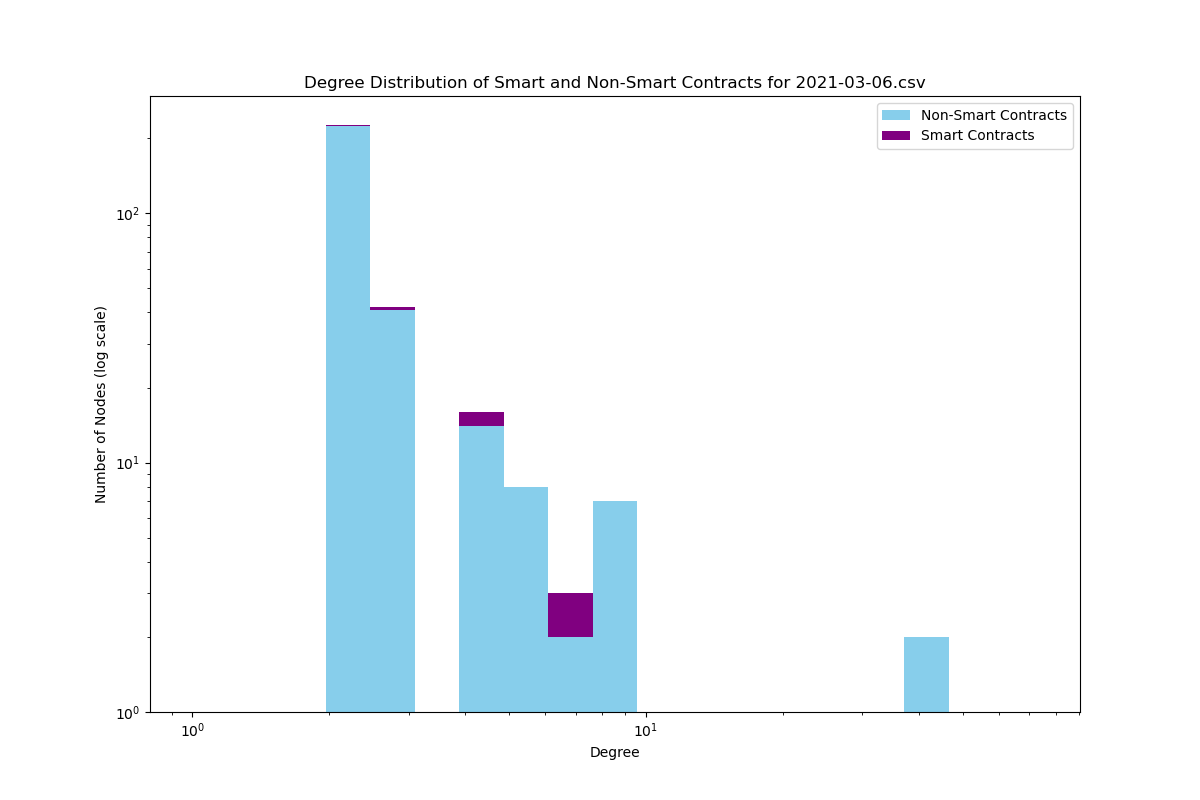 Degree Distribution of Smart and Non-Smart Contracts for 2021-03-06.csv
Non-Smart Contracts
Smart Contracts
Number of Nodes (log scale)
10²
10¹
10⁰
10⁰ 10¹
Degree